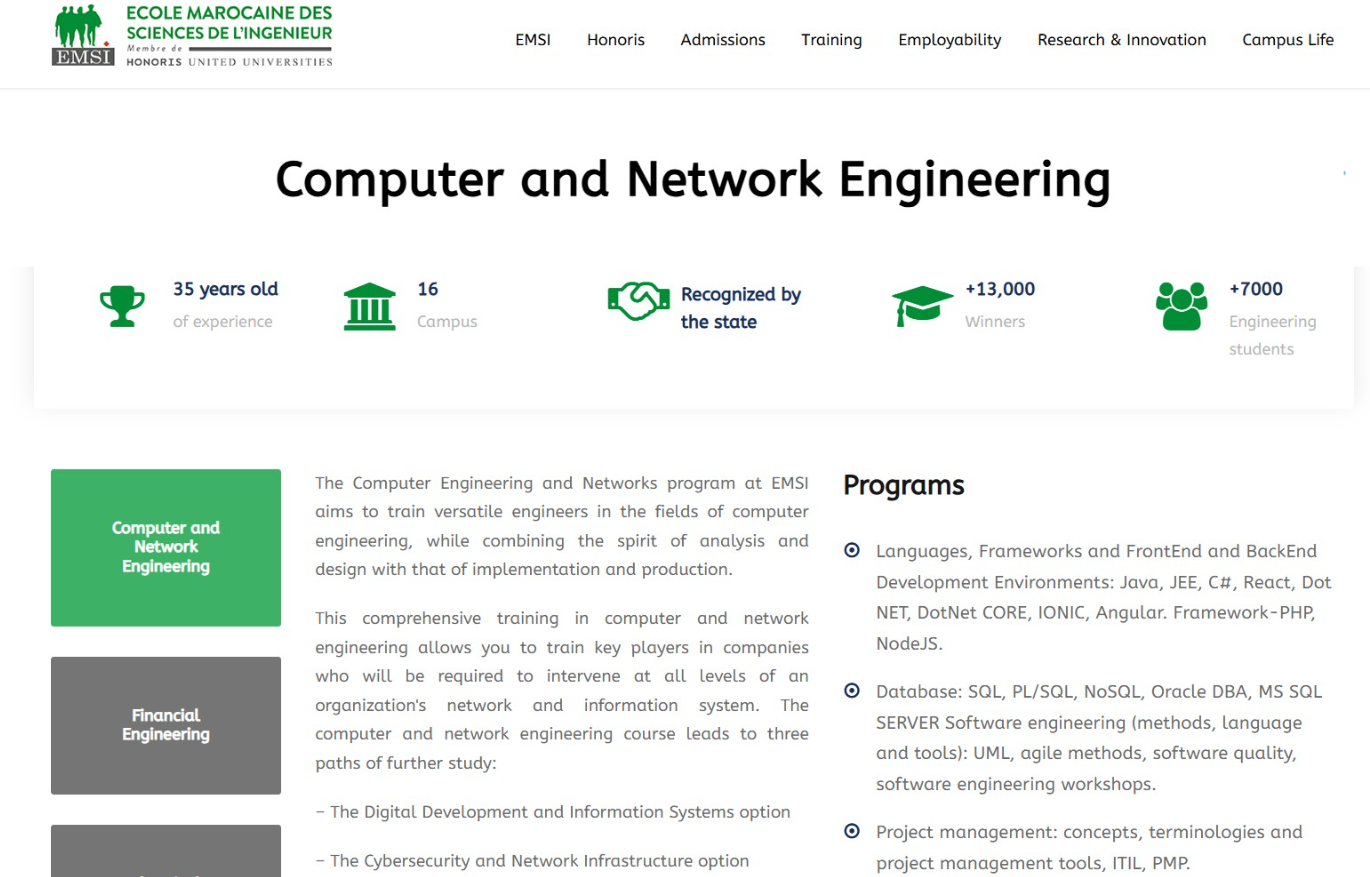 ECOLE MAROCAINE DES
SCIENCES DE L'INGENIEUR
Membre de
HONORIS UNITED UNIVERSITIES
EMSI
EMSI
Honoris
Admissions
Training
Employability
Research & Innovation
Campus Life
Computer and Network Engineering
35 years old
of experience
16
Campus
Recognized by
the state
+13,000
Winners
+7000
Engineering
students
Computer and
Network
Engineering
Financial
Engineering
The Computer Engineering and Networks program at EMSI
aims to train versatile engineers in the fields of computer
engineering, while combining the spirit of analysis and
design with that of implementation and production.
This comprehensive training in computer and network
engineering allows you to train key players in companies
who will be required to intervene at all levels of an
organization's network and information system. The
computer and network engineering course leads to three
paths of further study:
– The Digital Development and Information Systems option
– The Cybersecurity and Network Infrastructure option
Programs
Languages, Frameworks and FrontEnd and BackEnd
Development Environments: Java, JEE, C#, React, Dot
NET, DotNet CORE, IONIC, Angular. Framework-PHP,
NodeJS.
Database: SQL, PL/SQL, NoSQL, Oracle DBA, MS SQL
SERVER Software engineering (methods, language
and tools): UML, agile methods, software quality,
software engineering workshops.
Project management: concepts, terminologies and
project management tools, ITIL, PMP.